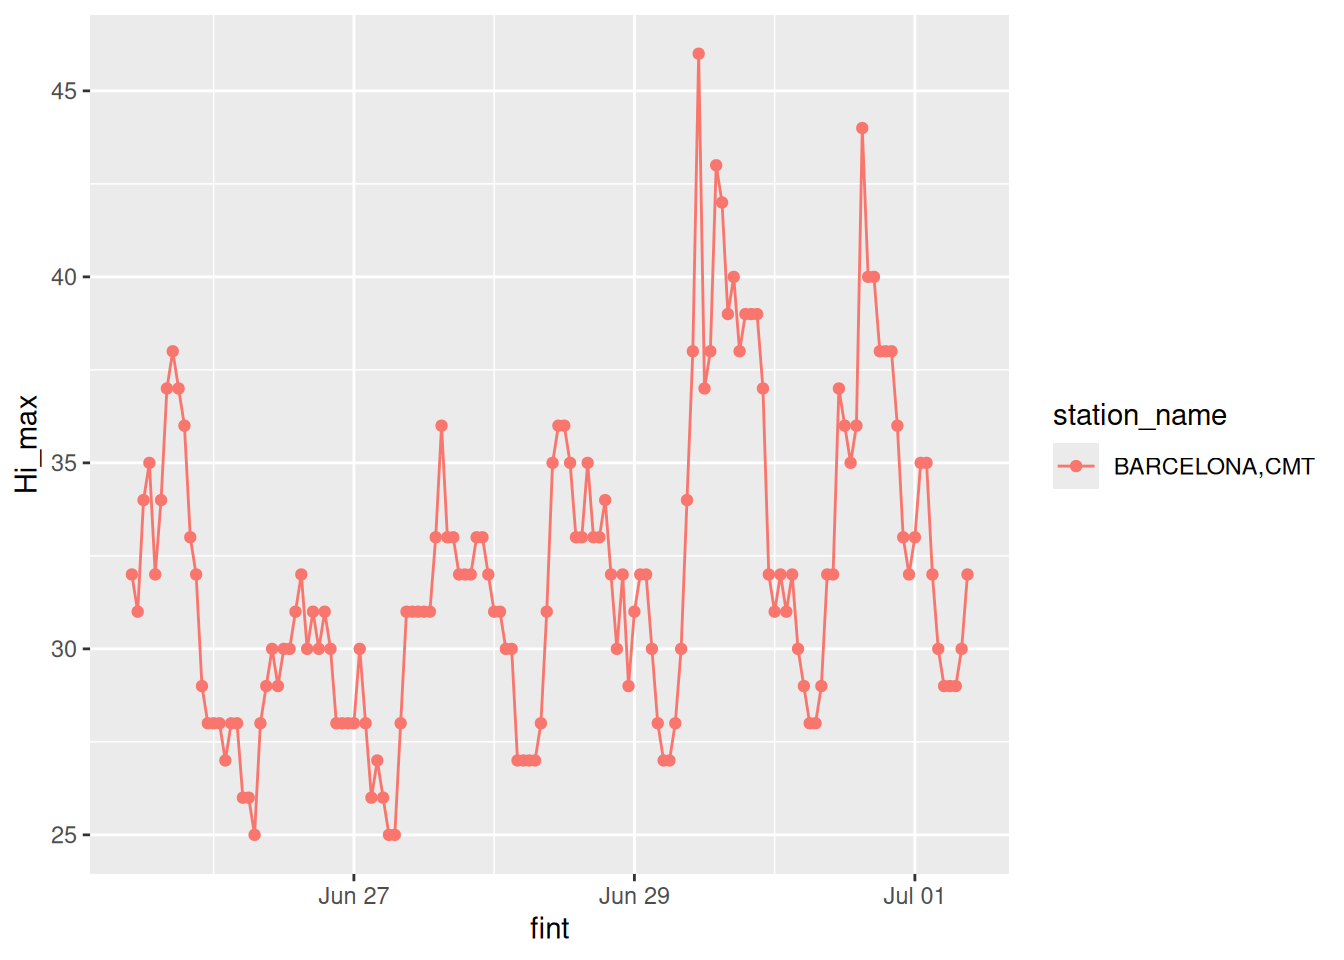 Hi_max
45
40
35
30
25
Jun 27
Jun 29
Jul 01
fint
station_name
BARCELONA,CMT